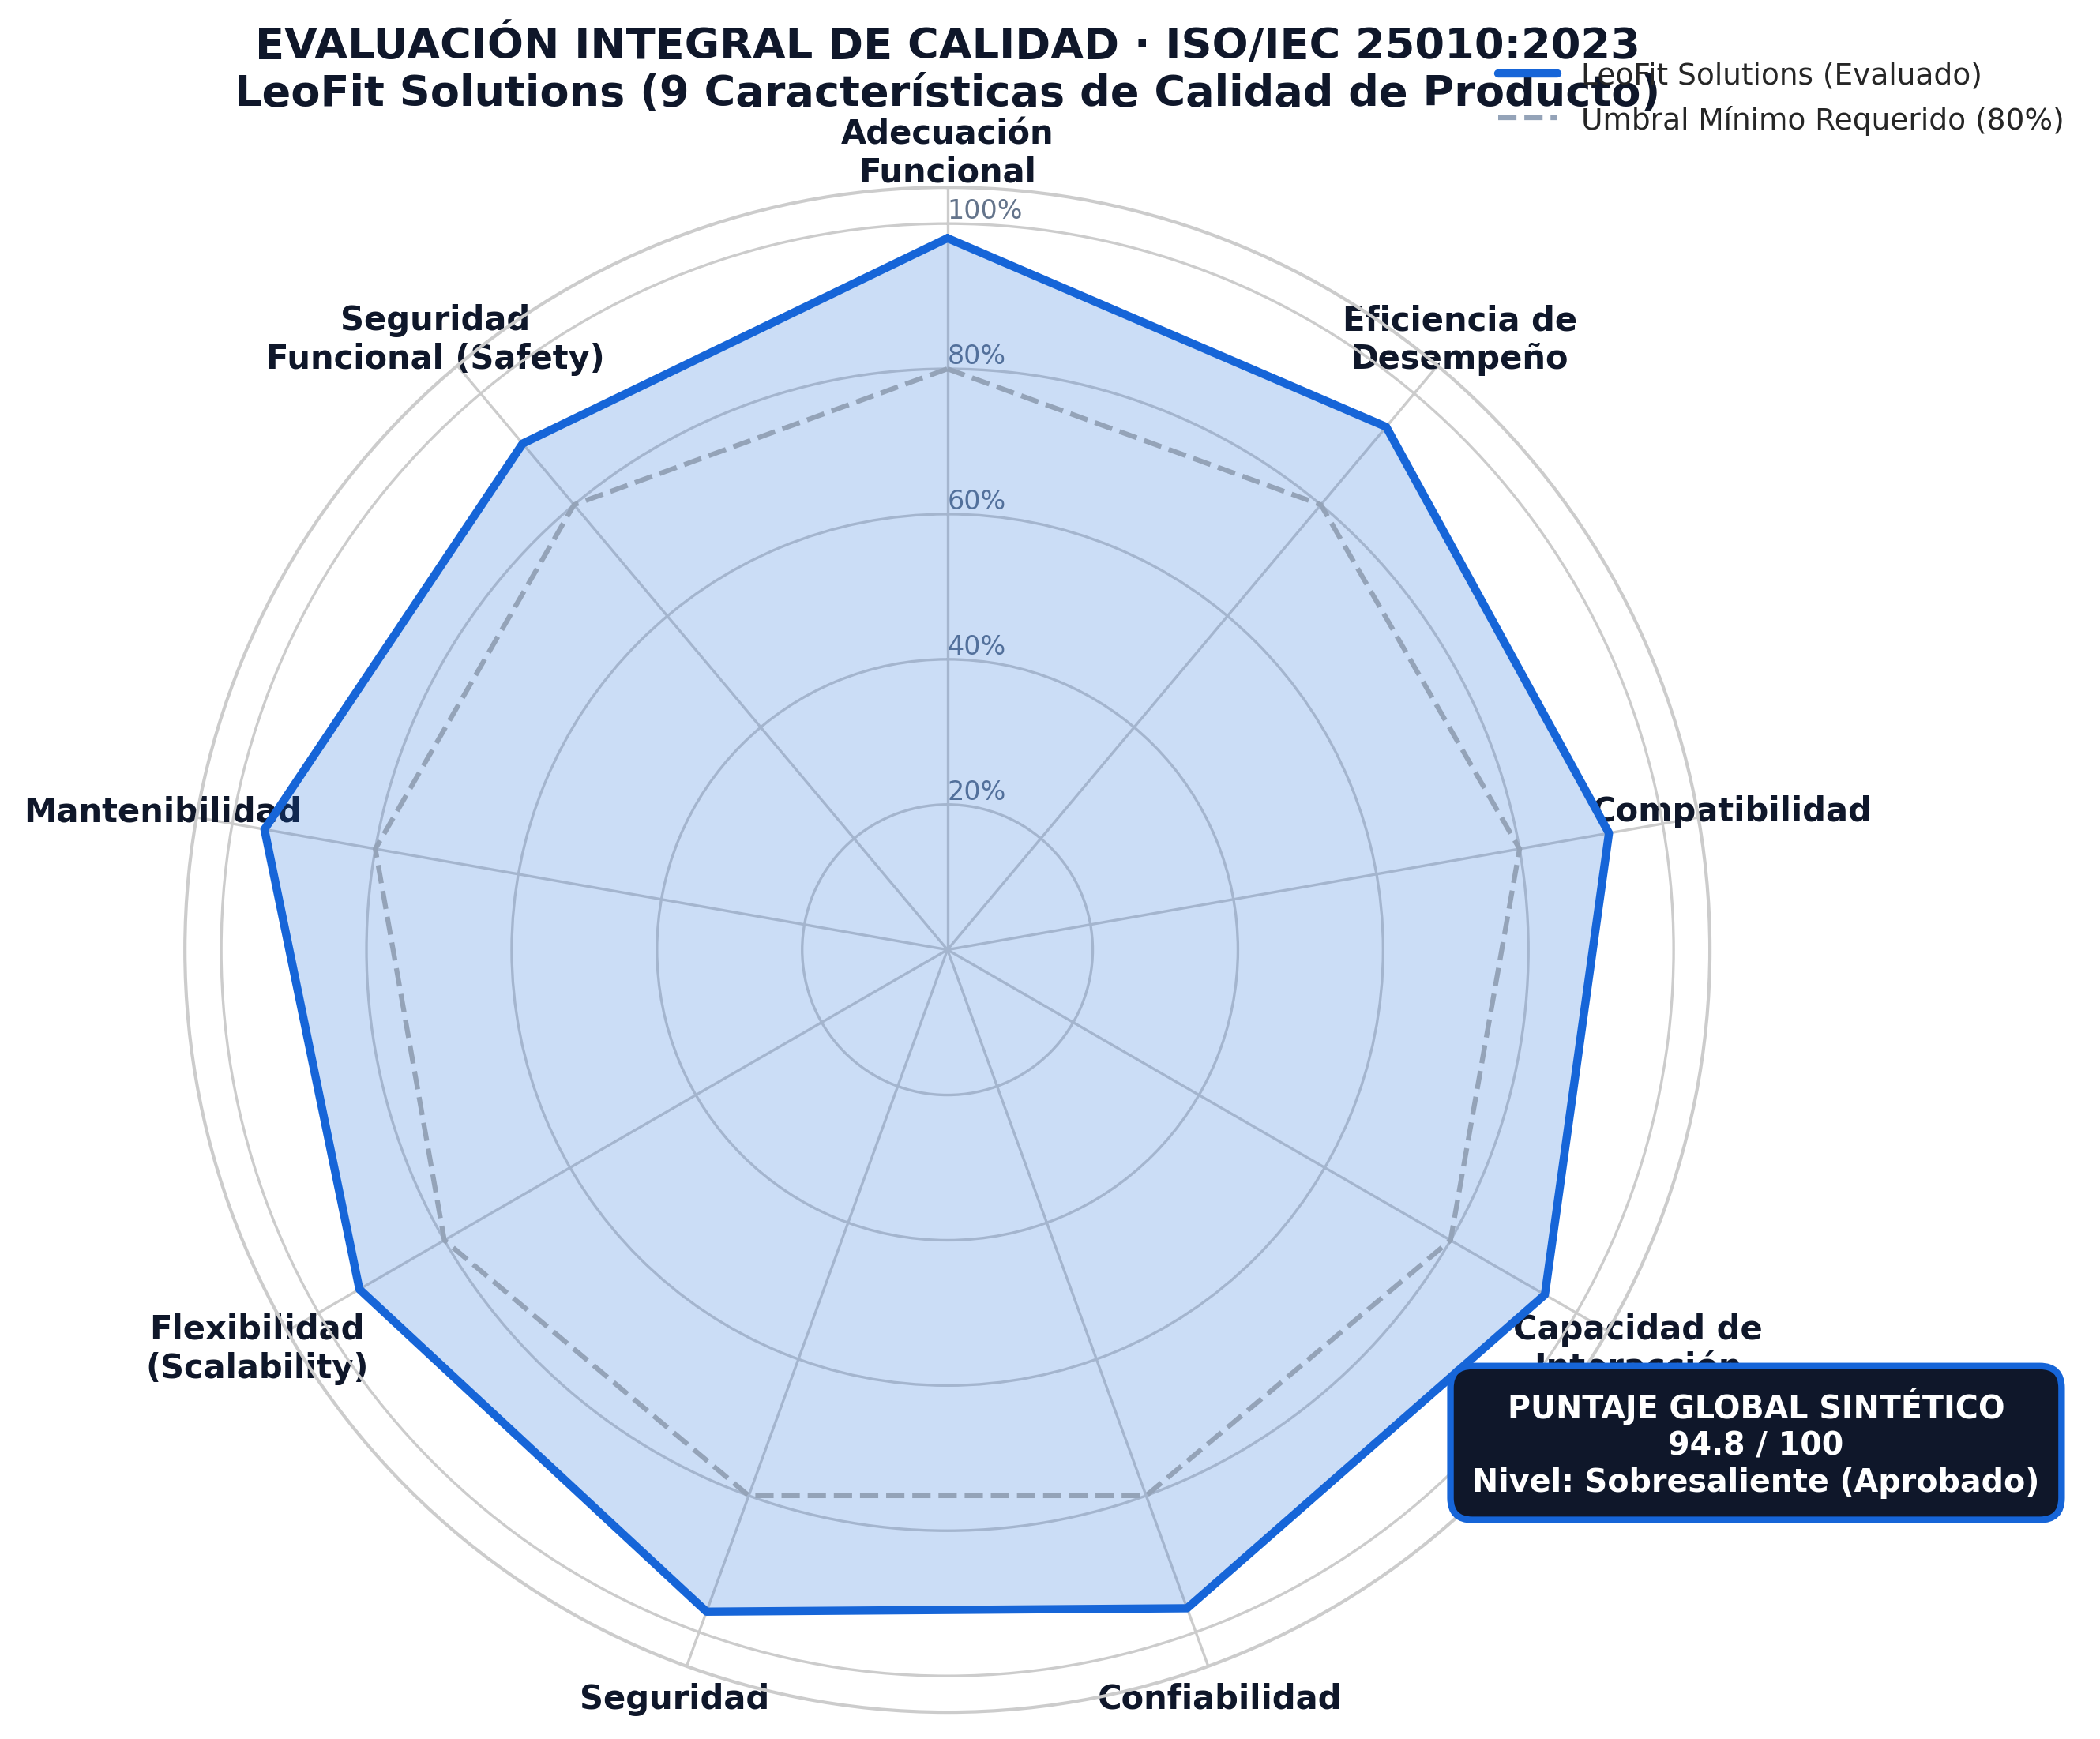 EVALUACIÓN INTEGRAL DE CALIDAD · ISO/IEC 25010:2023
LeoFit Solutions (9 Características de Calidad de Producto)
LeoFit Solutions (Evaluado)
Umbral Mínimo Requerido (80%)
Adecuación
Funcional
100%
80%
60%
40%
20%
Eficiencia de
Desempeño
Compatibilidad
Capacidad de
Interacción
PUNTAJE GLOBAL SINTÉTICO
94.8 / 100
Nivel: Sobresaliente (Aprobado)
Confiabilidad
Seguridad
Flexibilidad
(Scalability)
Mantenibilidad
Seguridad
Funcional (Safety)